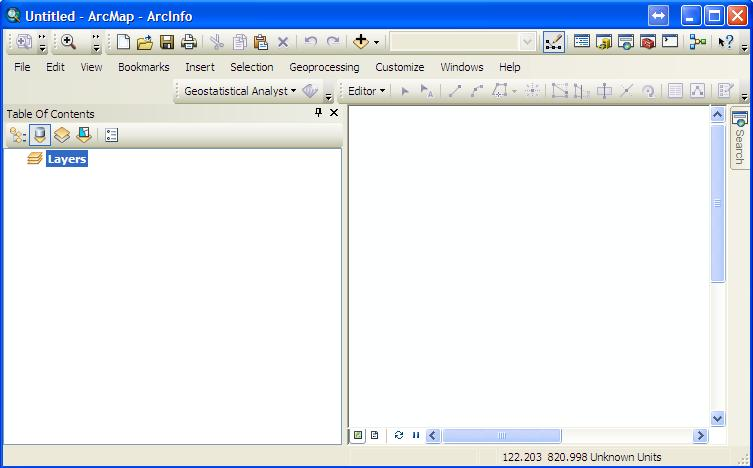 Untitled - ArcMap - ArcInfo
File Edit View Bookmarks Insert Selection Geoprocessing Customize Windows Help
Geostatistical Analyst Editor
Table Of Contents
Layers
Search
122.203 820.998 Unknown Units